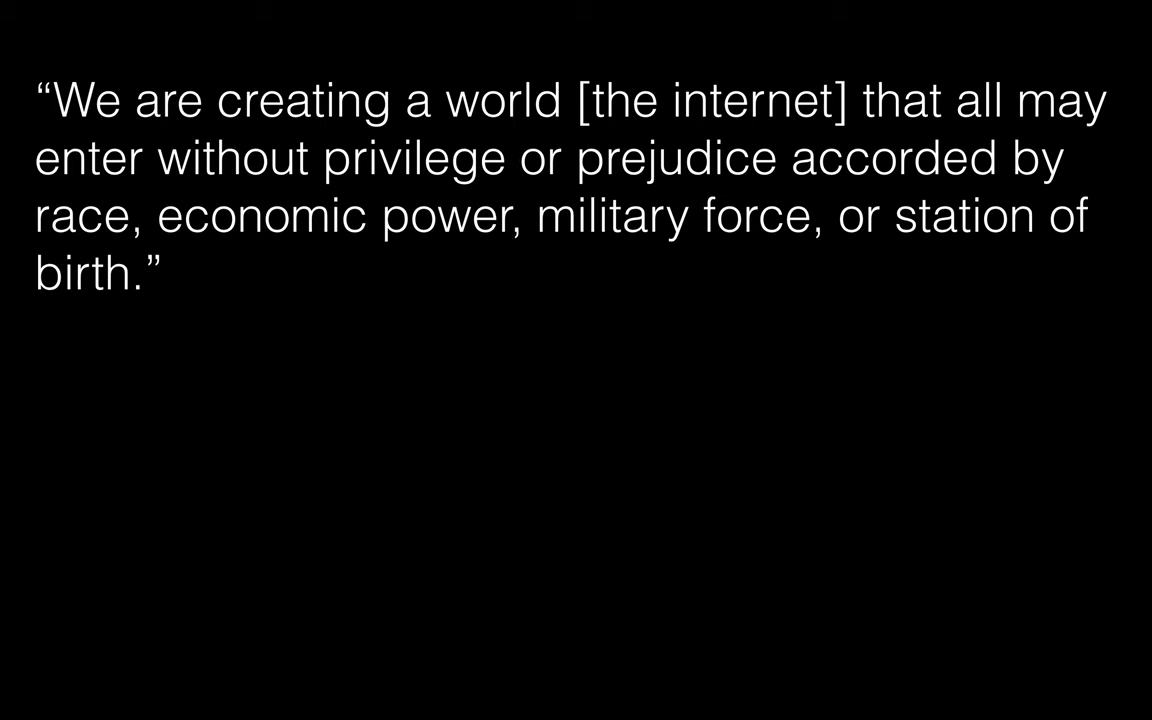 “We are creating a world [the internet] that all may
enter without privilege or prejudice accorded by
race, economic power, military force, or station of
birth.”